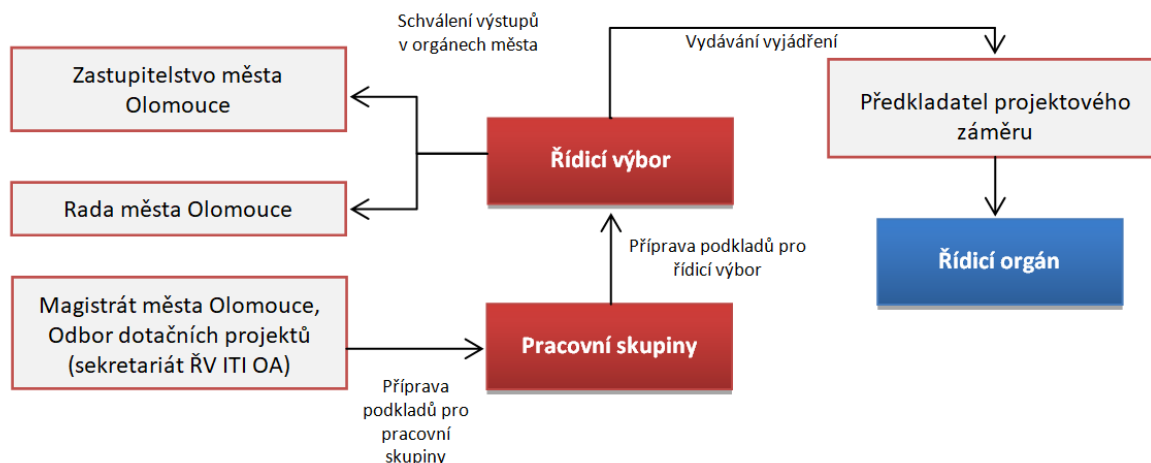 Schválení výstupů
v orgánech města
Vydávání vyjádření
Zastupitelstvo města
Olomouce
Předkladatel projektového
záměru
Řídicí výbor
Rada města Olomouce
Příprava podkladů pro
řídicí výbor
Řídicí orgán
Magistrát města Olomouce,
Odbor dotačních projektů
(sekretariát ŘV ITI OA)
Pracovní skupiny
Příprava
podkladů pro
pracovní
skupiny